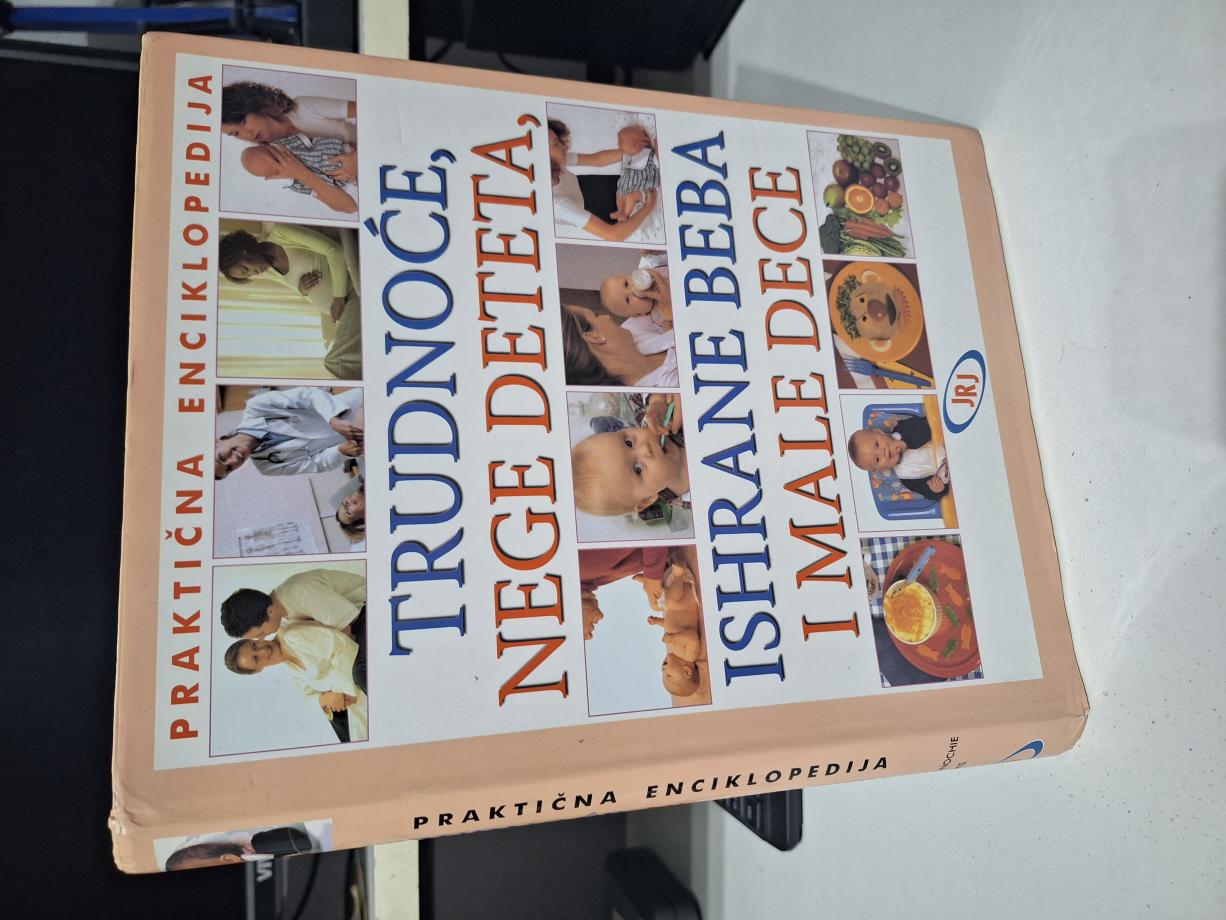 PRAKTIČNA ENCIKLOPEDIJA
TRUDNOĆE,
NEGE DETETA,
ISHRANE BEBA
I MALE DECE
JRJ
PRAKTIČNA ENCIKLOPEDIJA